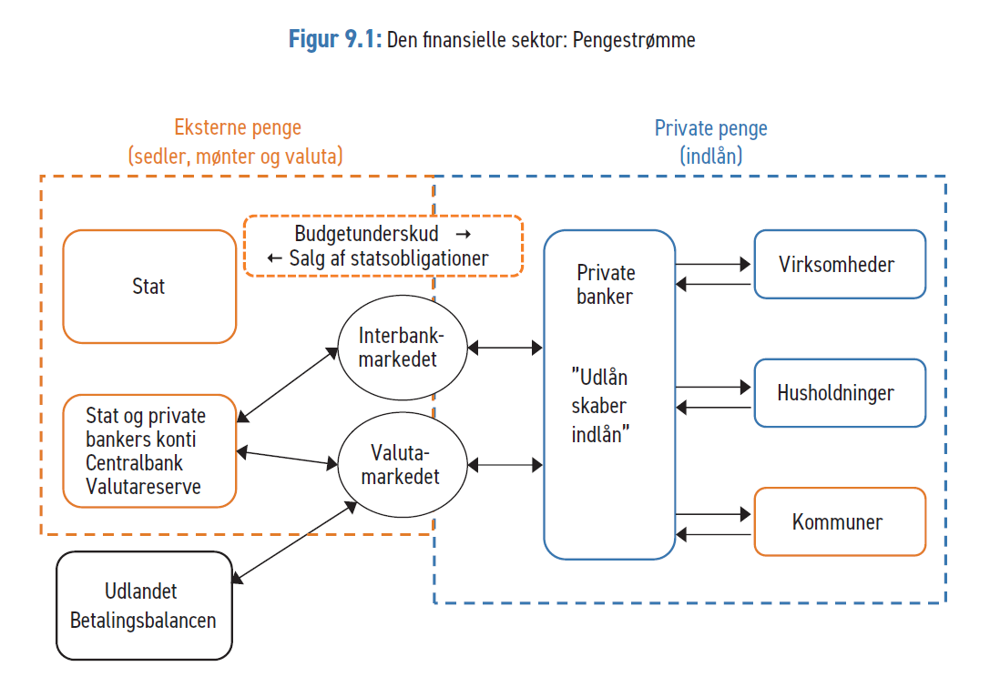 Figur 9.1: Den finansielle sektor: Pengestrømme
Eksterne penge
(sedler, mønter og valuta)
Private penge
(indlån)
Budgetunderskud →
← Salg af statsobligationer
Stat
Private
banker
"Udlån
skaber
indlån"
Virksomheder
Interbank-
markedet
Husholdninger
Stat og private
bankers konti
Centralbank
Valutareserve
Valuta-
markedet
Kommuner
Udlandet
Betalingsbalancen